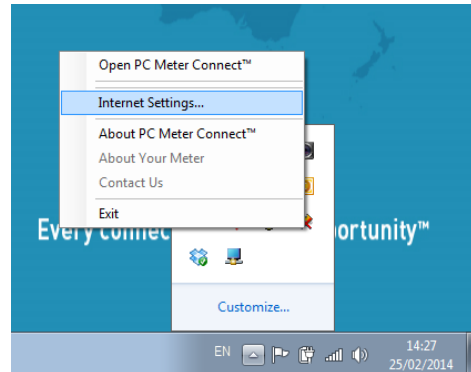 Open PC Meter Connect™
Internet Settings...
About PC Meter Connect™
About Your Meter
Contact Us
Exit
Every connec ortunity™
Customize...
EN 14:27
25/02/2014